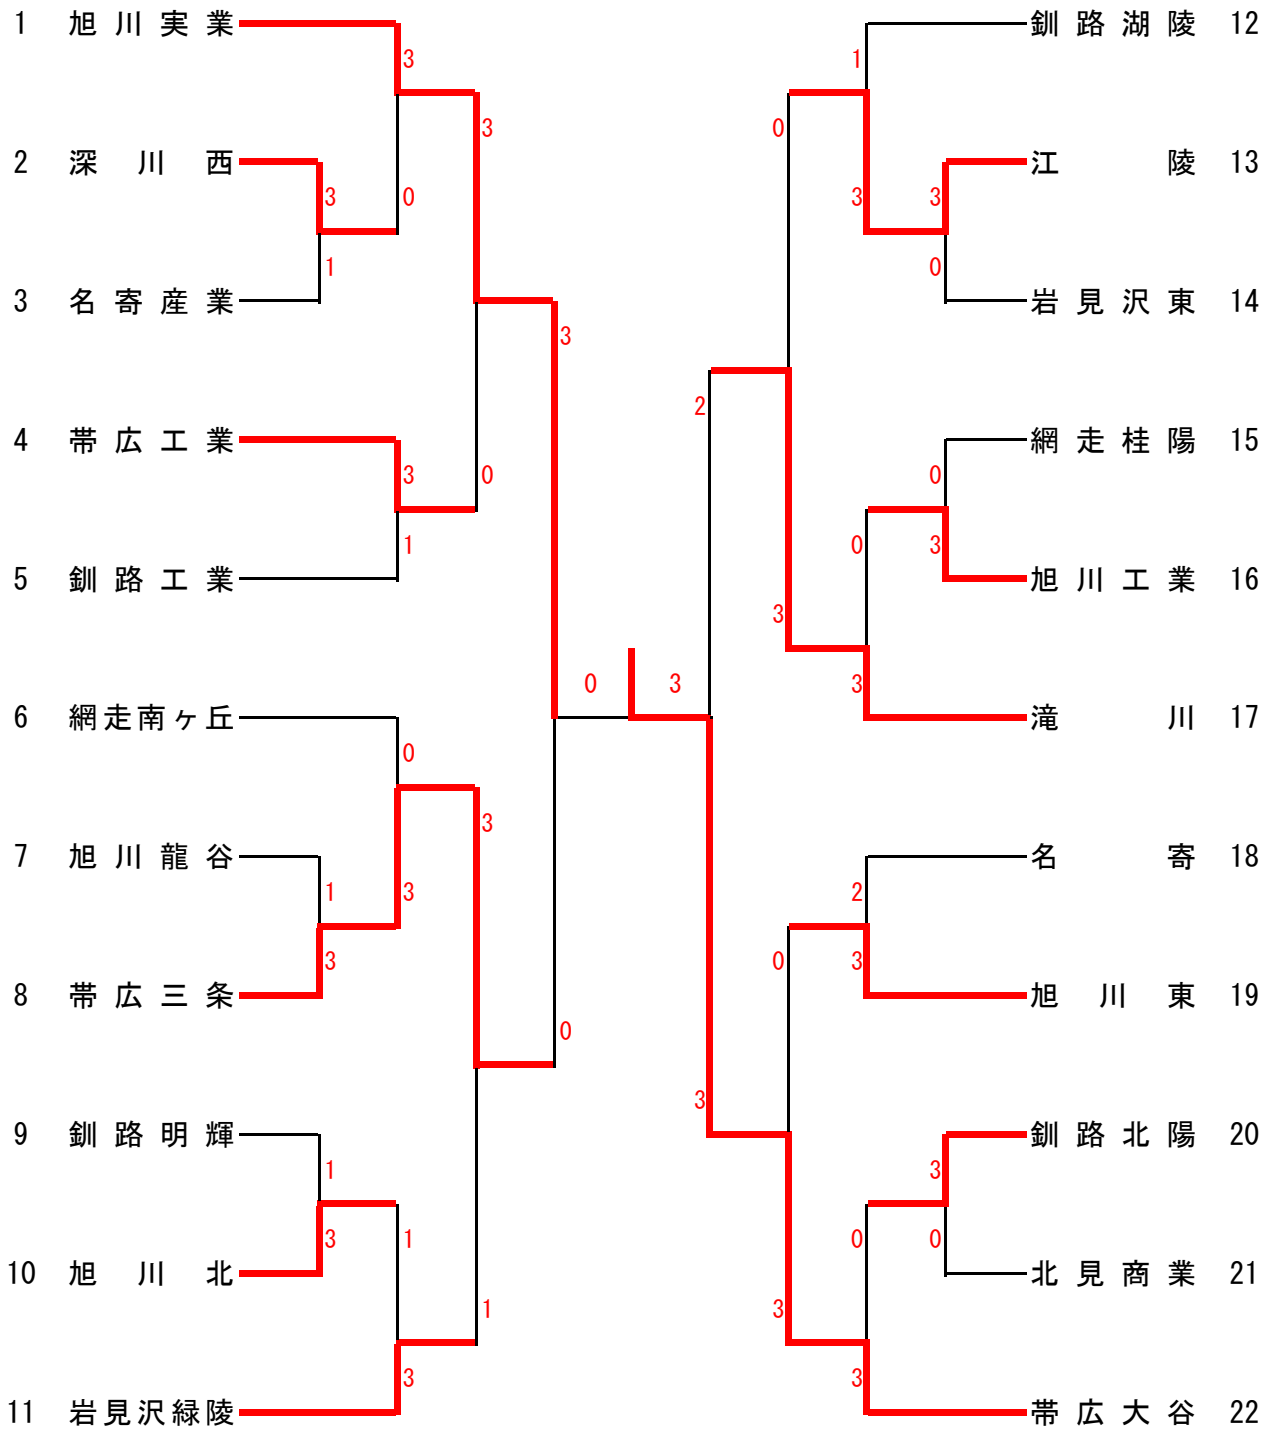 1 旭川実業 釧路湖陵 12
3 1
3 0
2 深川西 江陵 13
3 0 3 3
1 0
3 名寄産業 岩見沢東 14
3
2
4 帯広工業 網走桂陽 15
3 0 0
1 0 3
5 釧路工業 旭川工業 16
3
0 3 3
6 網走南ヶ丘 滝川 17
0
3
7 旭川龍谷 名寄 18
1 3 2
3 0 3
8 帯広三条 旭川東 19
0
3
9 釧路明輝 釧路北陽 20
1 3
3 1 0 0
10 旭川北 北見商業 21
1 3
3 3
11 岩見沢緑陵 帯広大谷 22